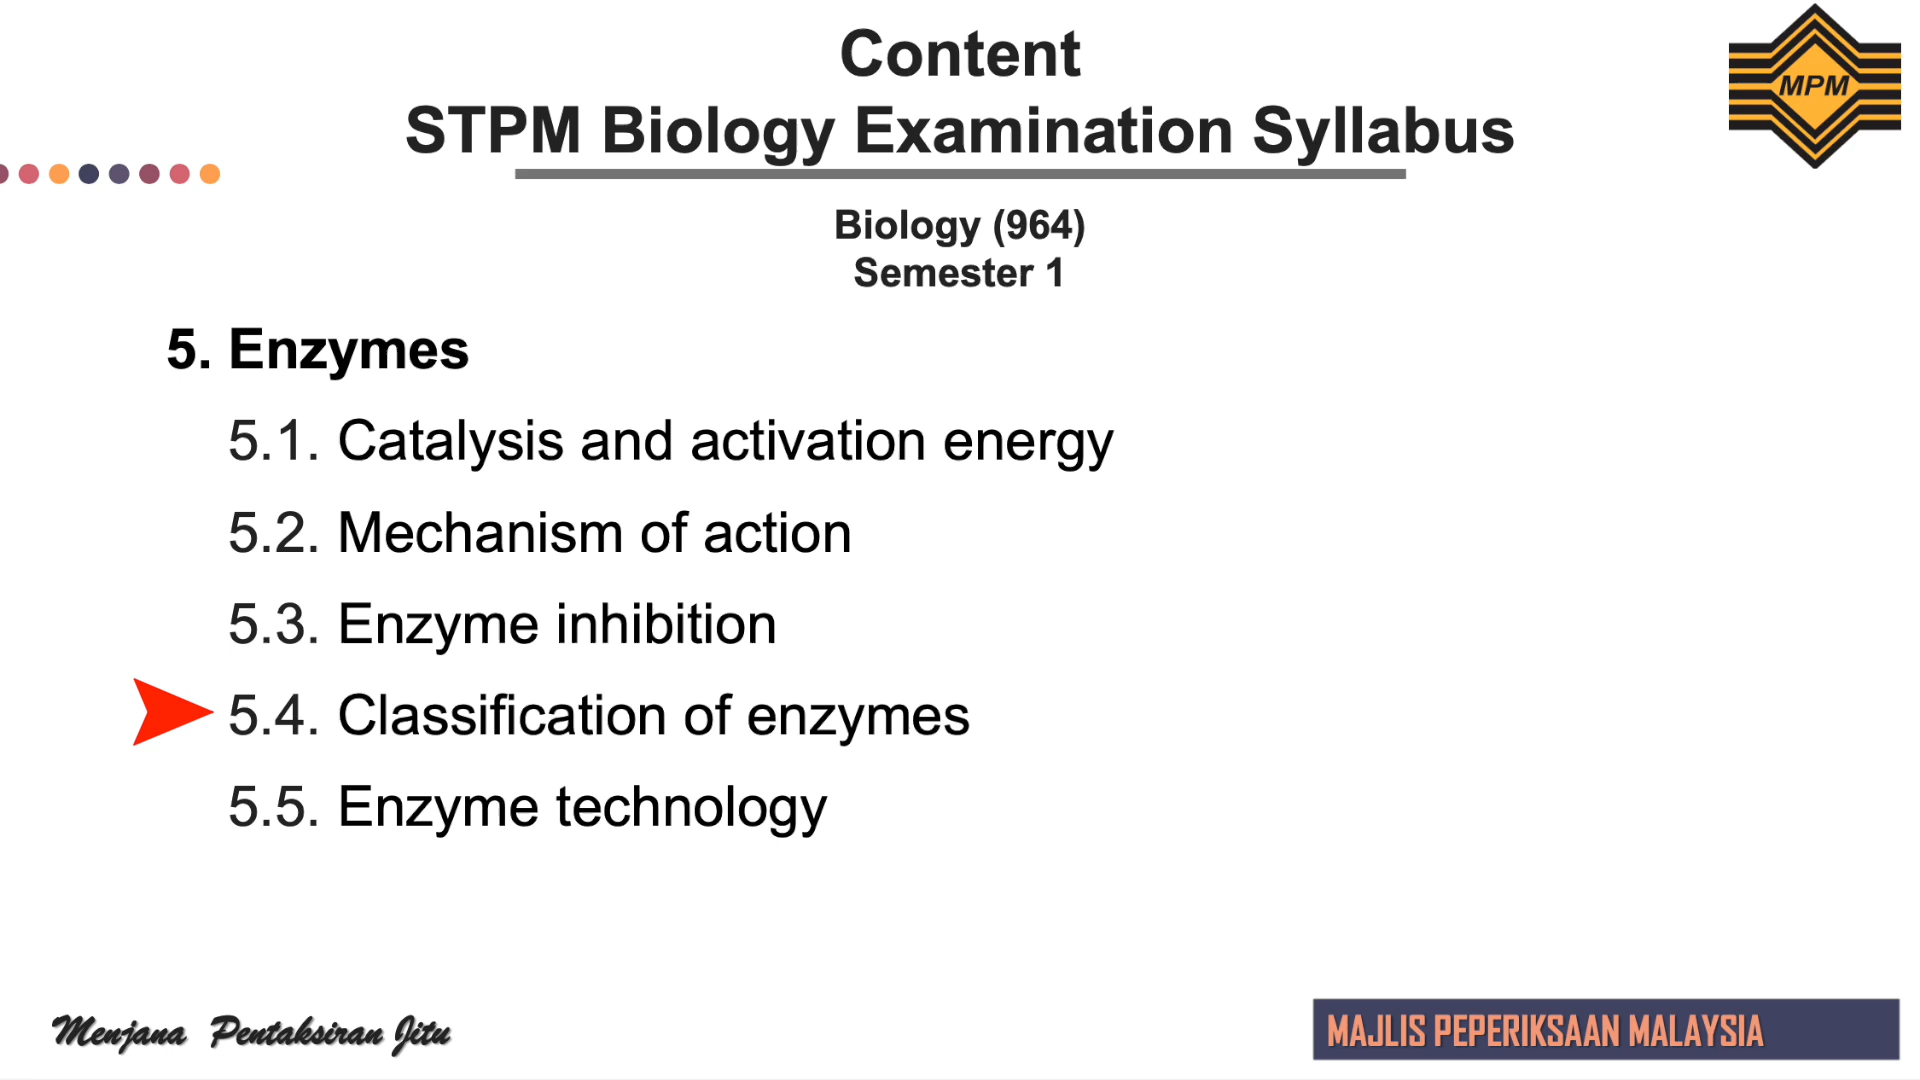 Content
STPM Biology Examination Syllabus
MPM
Biology (964)
Semester 1
5. Enzymes
5.1. Catalysis and activation energy
5.2. Mechanism of action
5.3. Enzyme inhibition
5.4. Classification of enzymes
5.5. Enzyme technology
Menjana Pentaksiran Jitu
MAJLIS PEPERIKSAAN MALAYSIA